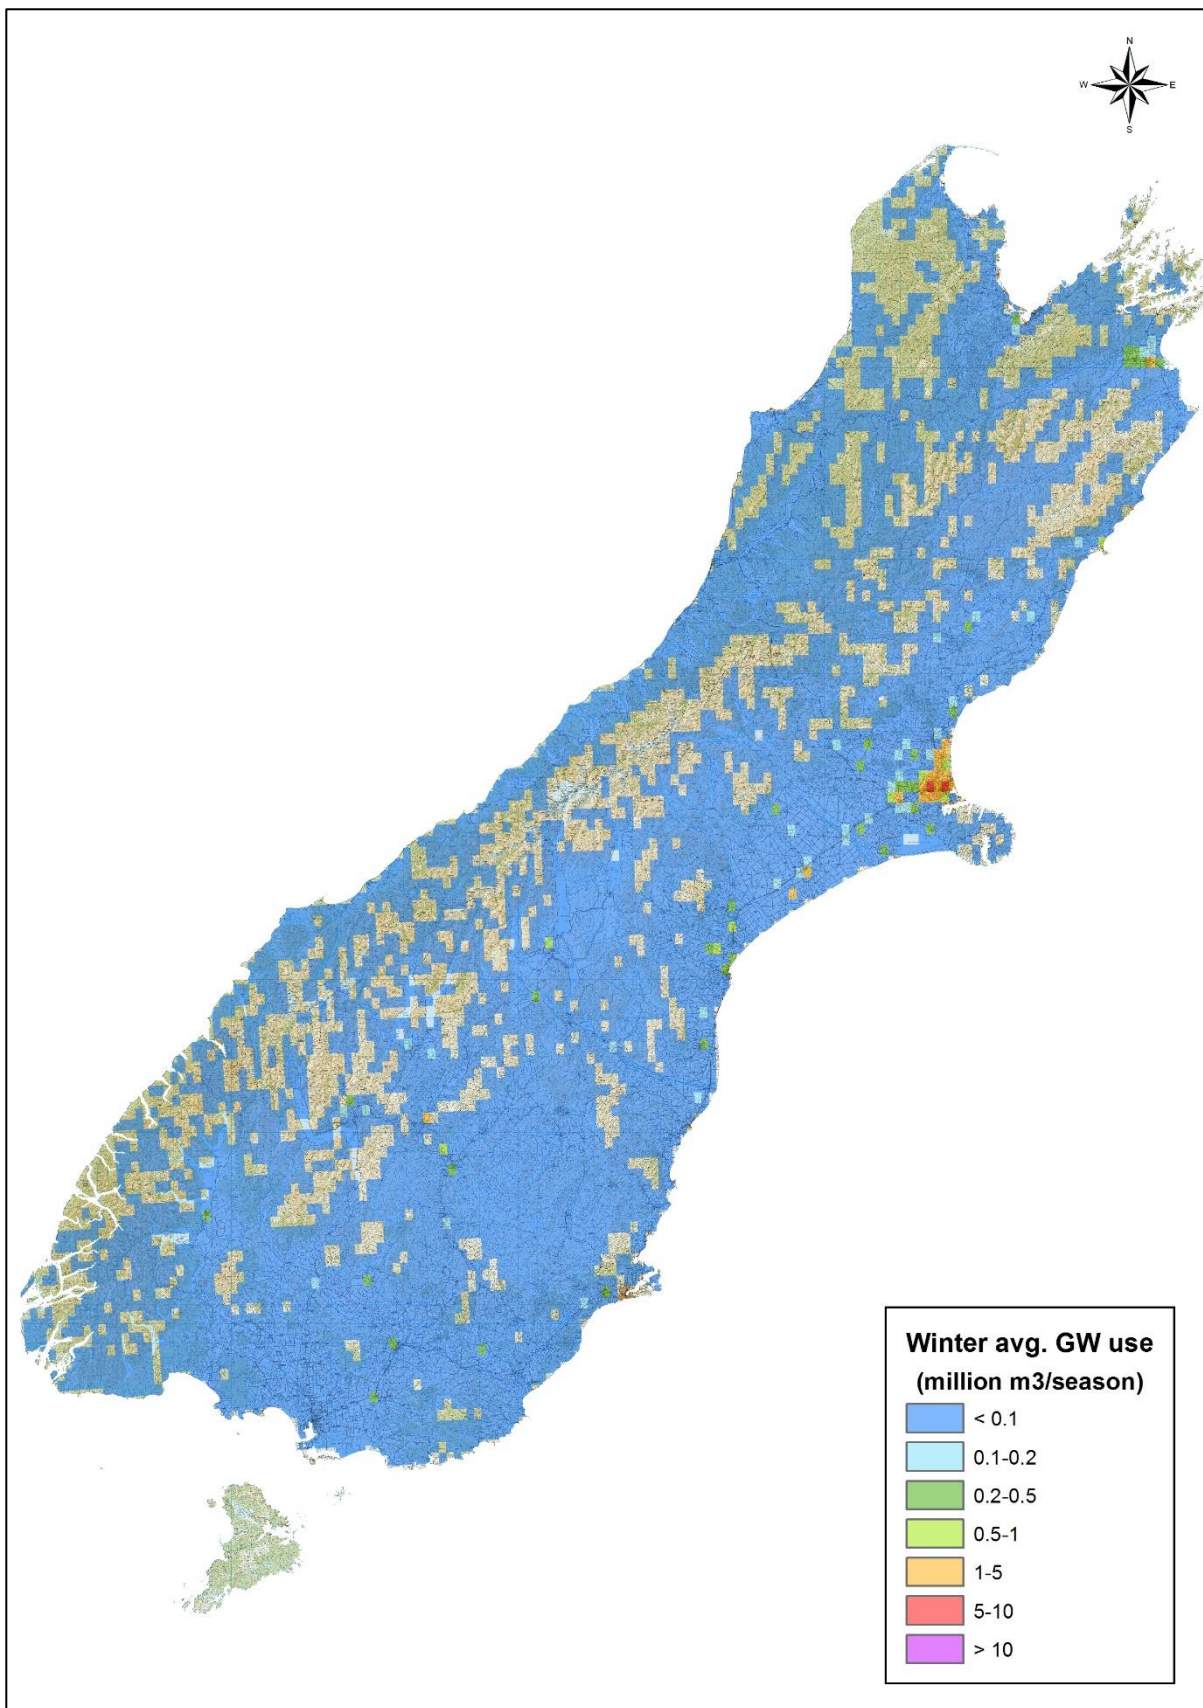 N
W E
S
Winter avg. GW use
(million m3/season)
< 0.1
0.1-0.2
0.2-0.5
0.5-1
1-5
5-10
> 10